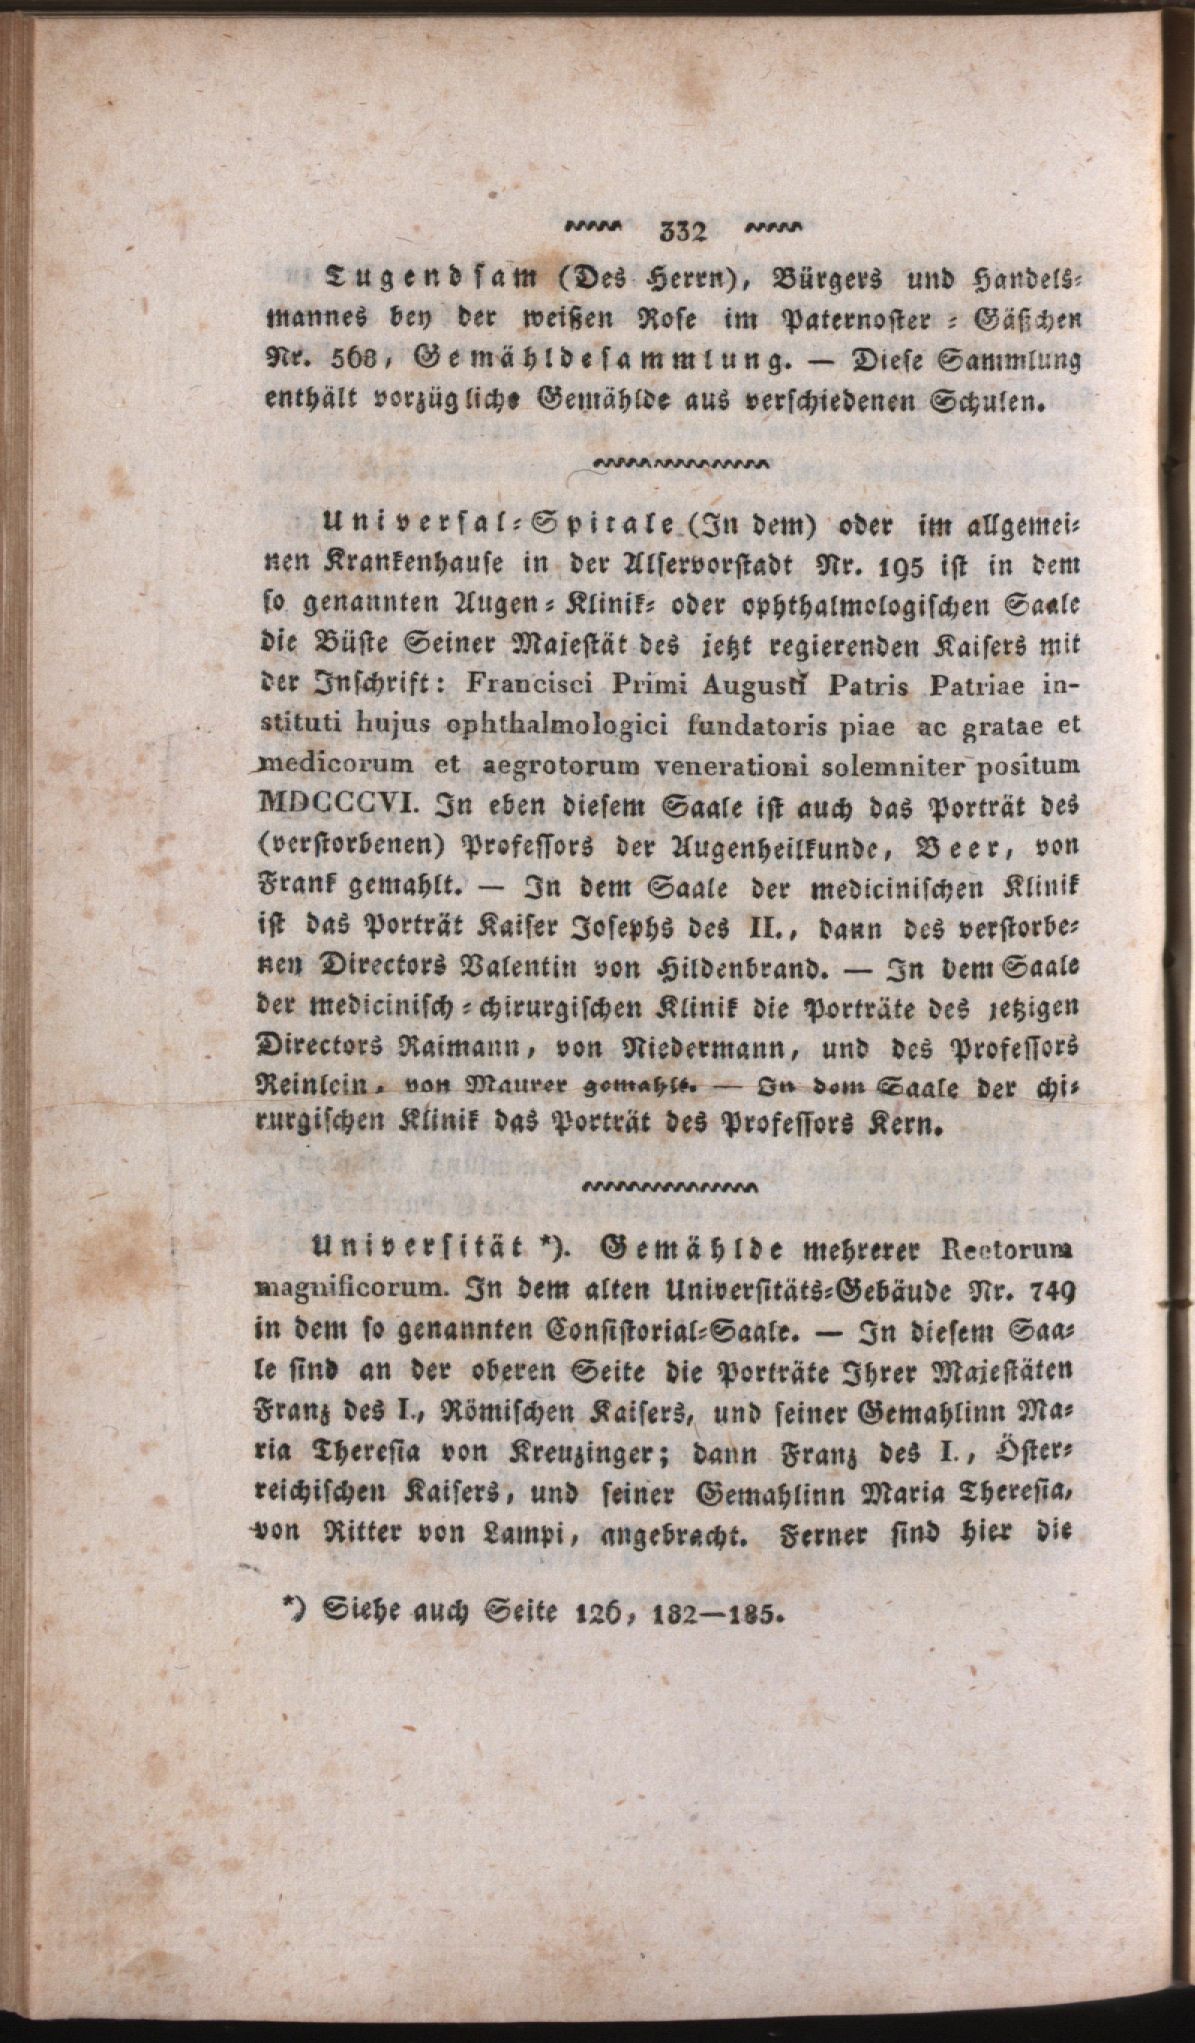 332
Tugendsam (Des Herrn), Bürgers und Handels-
mannes bey der weißen Rose im Paternoster-Gäßchen
Nr. 568, Gemähldesammlung. — Diese Sammlung
enthält vorzügliche Gemählde aus verschiedenen Schulen.
Universal-Spitale (In dem) oder im allgemei-
nen Krankenhause in der Alservorstadt Nr. 195 ist in dem
so genannten Augen-Klinik- oder ophthalmologischen Saale
die Büste Seiner Majestät des jetzt regierenden Kaisers mit
der Inschrift: Francisci Primi Augusti Patris Patriae in-
stituti hujus ophthalmologici fundatoris piae ac gratae et
medicorum et aegrotorum venerationi solemniter positum
MDCCCVI. In eben diesem Saale ist auch das Porträt des
(verstorbenen) Professors der Augenheilkunde, Beer, von
Frank gemahlt. — In dem Saale der medicinischen Klinik
ist das Porträt Kaiser Josephs des II., dann des verstorbe-
nen Directors Valentin von Hildenbrand. — In dem Saale
der medicinisch-chirurgischen Klinik die Porträte des jetzigen
Directors Raimann, von Niedermann, und des Professors
Reinlein, von Maurer gemahlt. — In dem Saale der chi-
rurgischen Klinik das Porträt des Professors Kern.
Universität *). Gemählde mehrerer Rectorum
magnificorum. In dem alten Universitäts-Gebäude Nr. 749
in dem so genannten Consistorial-Saale. — In diesem Saa-
le sind an der oberen Seite die Porträte Ihrer Majestäten
Franz des I., Römischen Kaisers, und seiner Gemahlinn Ma-
ria Theresia von Kreuzinger; dann Franz des I., Öster-
reichischen Kaisers, und seiner Gemahlinn Maria Theresia,
von Ritter von Lampi, angebracht. Ferner sind hier die
*) Siehe auch Seite 126, 182—185.